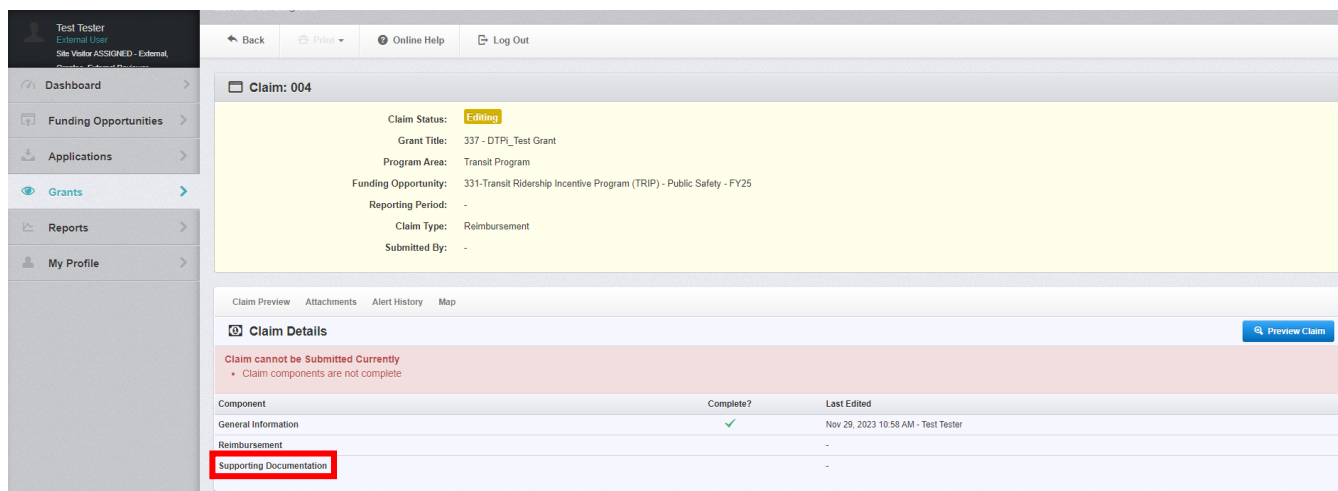 Test Tester
External User
Site Visitor ASSIGNED - External,
Back Print Online Help Log Out
Dashboard
Funding Opportunities
Applications
Grants
Reports
My Profile
Claim: 004
Claim Status: Editing
Grant Title: 337 - DTPi_Test Grant
Program Area: Transit Program
Funding Opportunity: 331-Transit Ridership Incentive Program (TRIP) - Public Safety - FY25
Reporting Period: -
Claim Type: Reimbursement
Submitted By: -
Claim Preview Attachments Alert History Map
Claim Details Preview Claim
Claim cannot be Submitted Currently
• Claim components are not complete
Component Complete? Last Edited
General Information Nov 29, 2023 10:58 AM - Test Tester
Reimbursement -
Supporting Documentation -